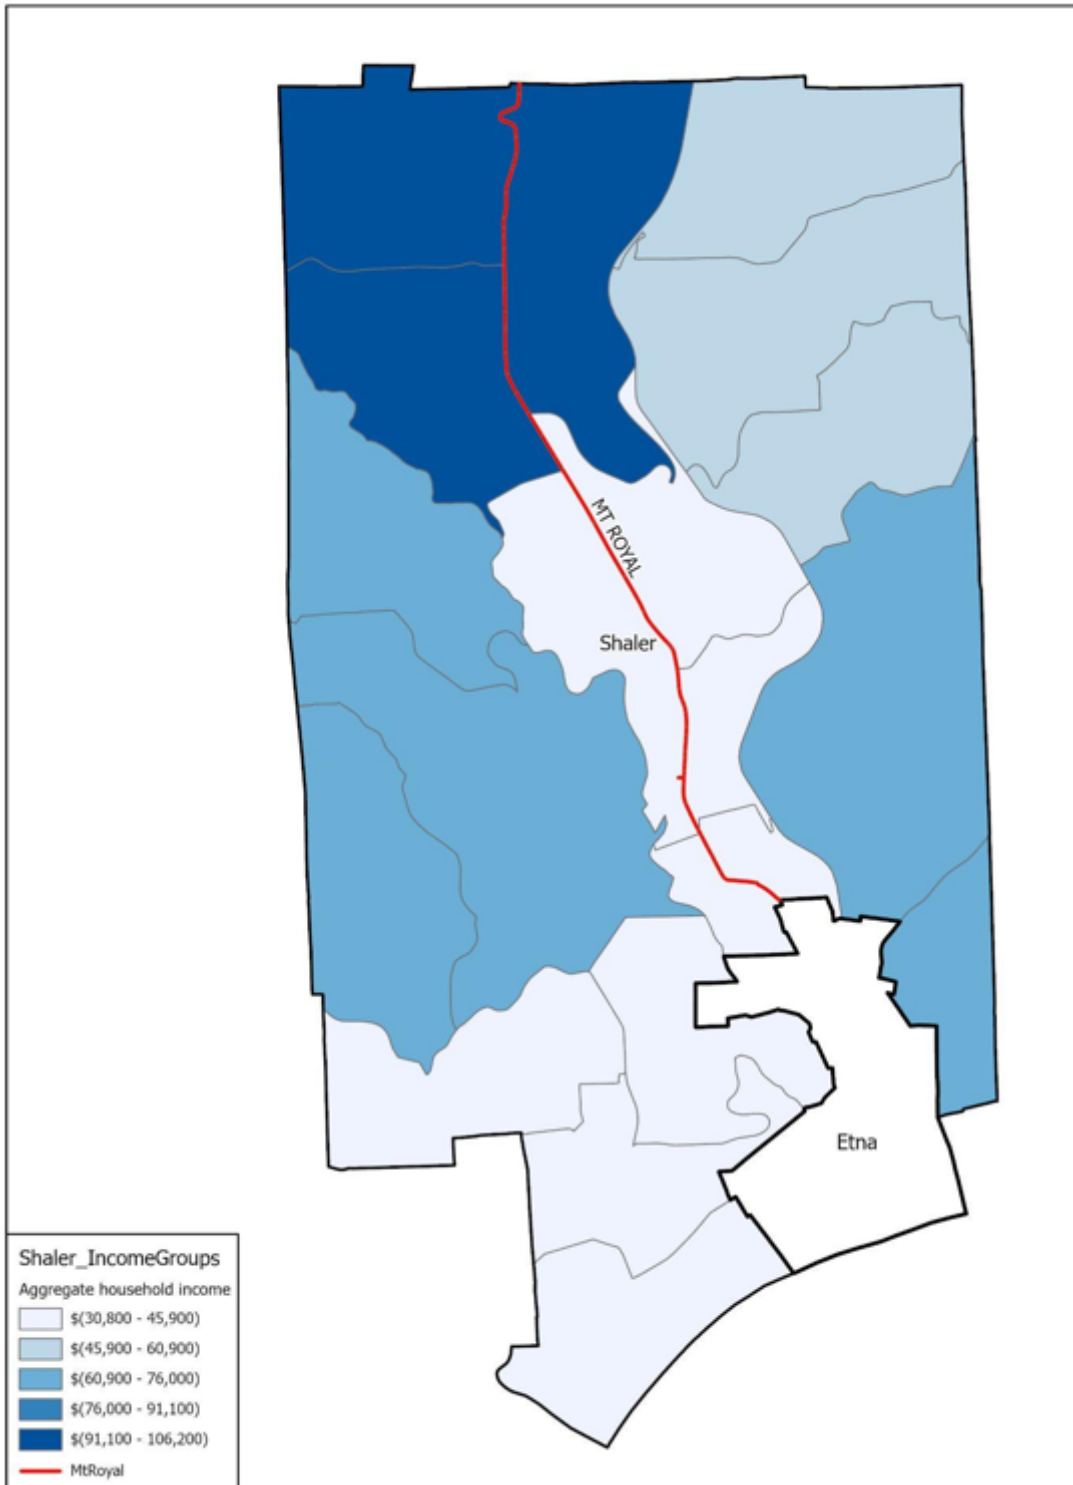 MT ROYAL
Shaler
Etna
Shaler_IncomeGroups
Aggregate household income
$(30,800 - 45,900)
$(45,900 - 60,900)
$(60,900 - 76,000)
$(76,000 - 91,100)
$(91,100 - 106,200)
MtRoyal